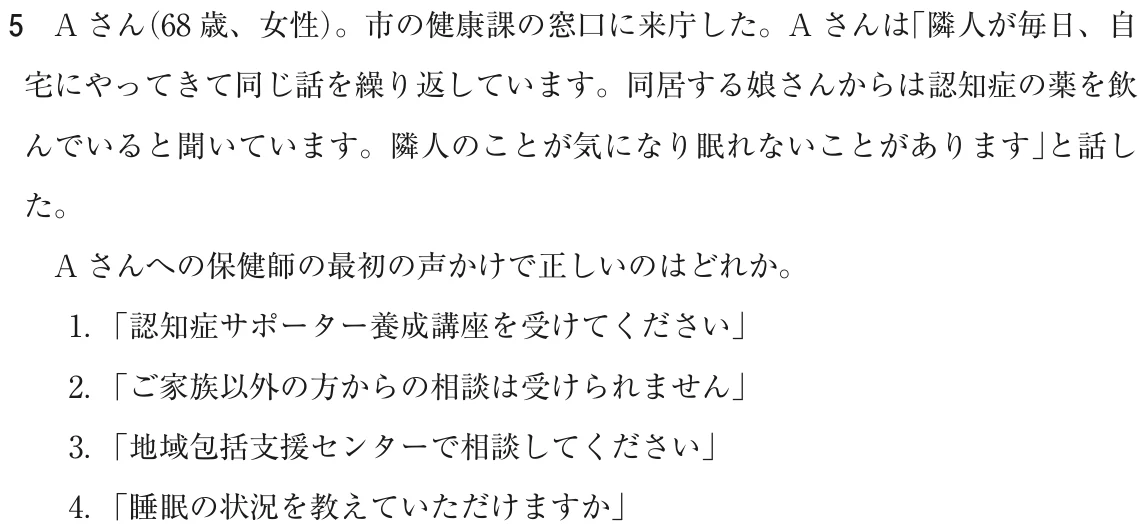 5 Aさん(68歳、女性)。市の健康課の窓口に来庁した。Aさんは「隣人が毎日、自
宅にやってきて同じ話を繰り返しています。同居する娘さんからは認知症の薬を飲
んでいると聞いています。隣人のことが気になり眠れないことがあります」と話し
た。
Aさんへの保健師の最初の声かけで正しいのはどれか。
1. 「認知症サポーター養成講座を受けてください」
2. 「ご家族以外の方からの相談は受けられません」
3. 「地域包括支援センターで相談してください」
4. 「睡眠の状況を教えていただけますか」